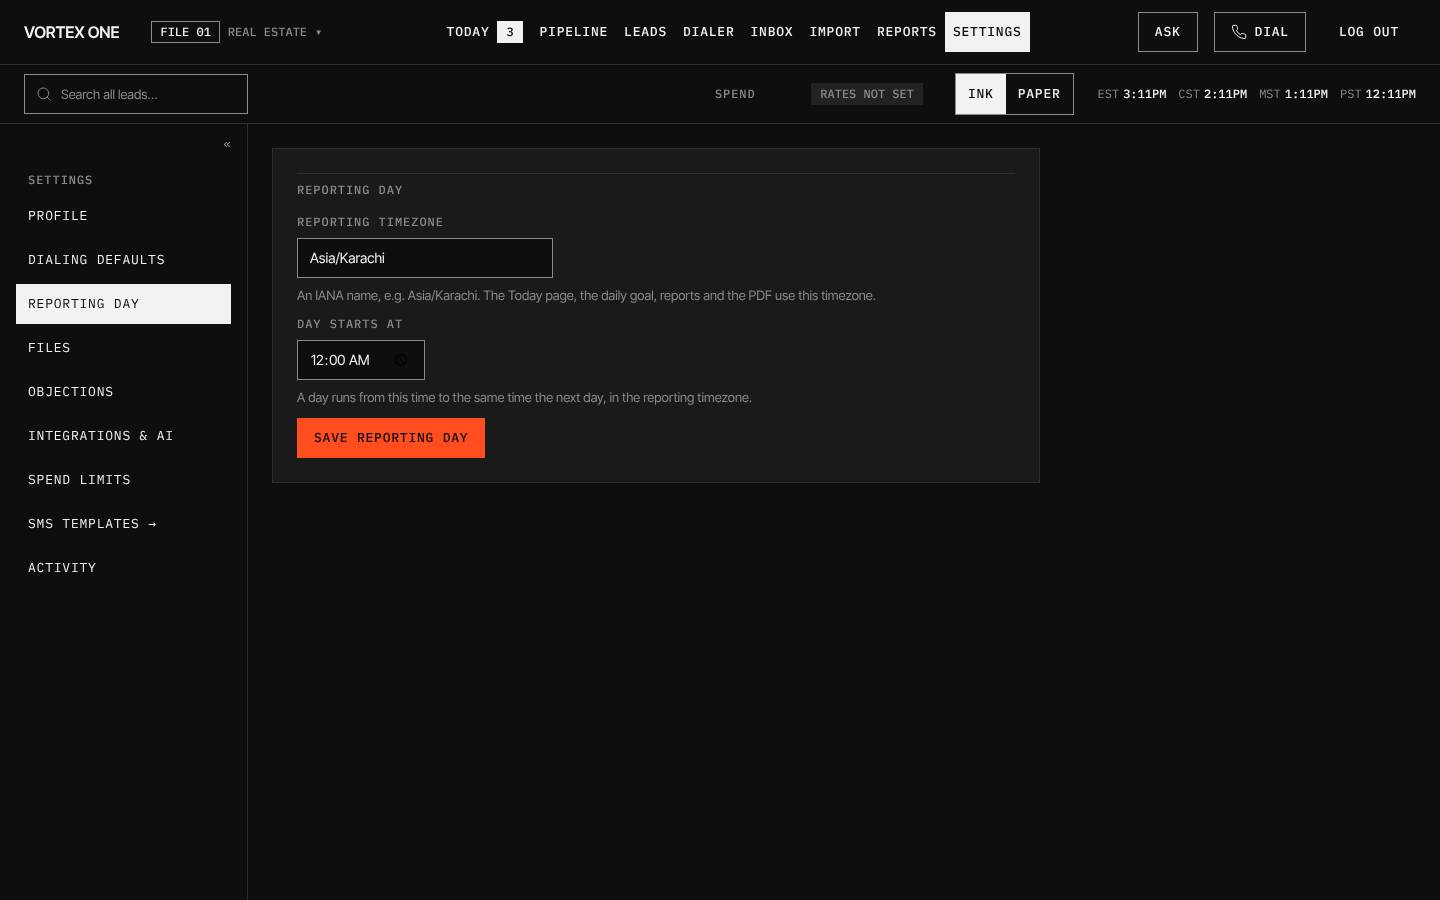 VORTEX ONE
FILE 01 REAL ESTATE ▾
TODAY 3 PIPELINE LEADS DIALER INBOX IMPORT REPORTS SETTINGS
ASK DIAL LOG OUT
Search all leads...
SPEND RATES NOT SET INK PAPER EST 3:11PM CST 2:11PM MST 1:11PM PST 12:11PM
«
SETTINGS
PROFILE
DIALING DEFAULTS
REPORTING DAY
FILES
OBJECTIONS
INTEGRATIONS & AI
SPEND LIMITS
SMS TEMPLATES →
ACTIVITY
REPORTING DAY
REPORTING TIMEZONE
Asia/Karachi
An IANA name, e.g. Asia/Karachi. The Today page, the daily goal, reports and the PDF use this timezone.
DAY STARTS AT
12:00 AM
A day runs from this time to the same time the next day, in the reporting timezone.
SAVE REPORTING DAY